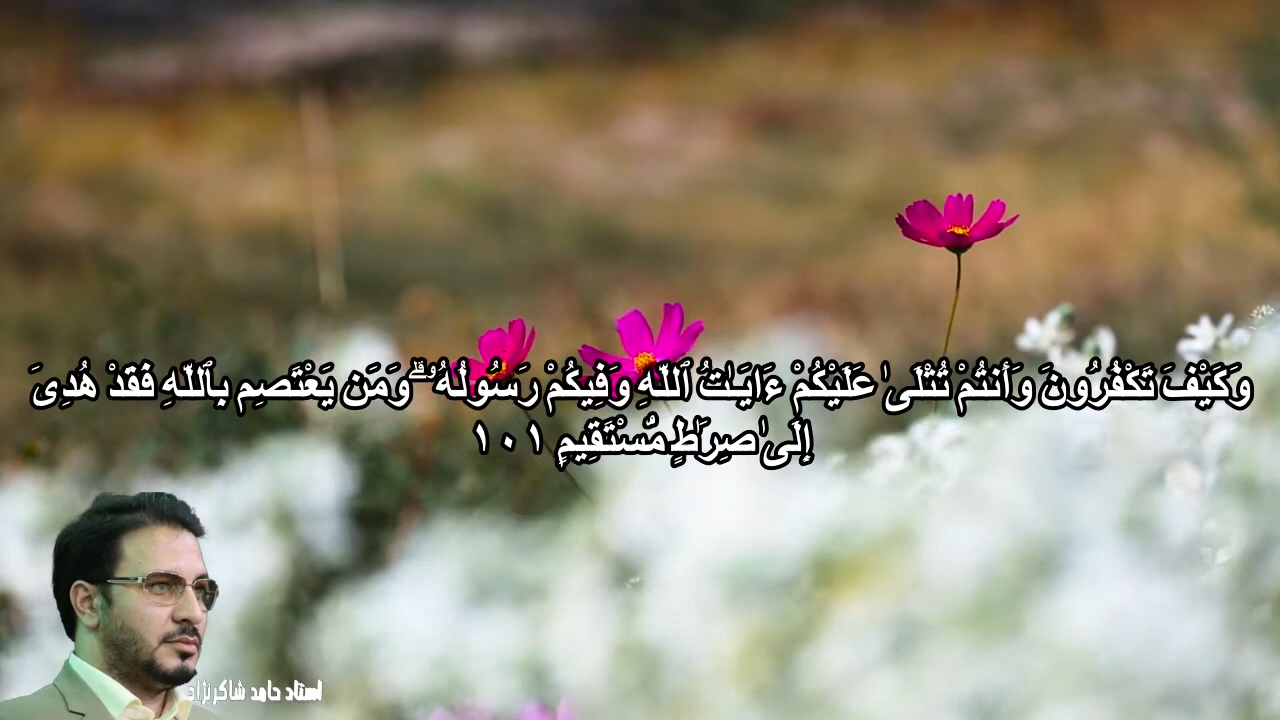 وَكَيْفَ تَكْفُرُونَ وَأَنتُمْ تُتْلَىٰ عَلَيْكُمْ ءَايَـٰتُ ٱللَّهِ وَفِيكُمْ رَسُولُهُۥ ۗ وَمَن يَعْتَصِم بِٱللَّهِ فَقَدْ هُدِىَ
إِلَىٰ صِرَٰطٍ مُّسْتَقِيمٍ ١٠١
استاد حامد شاکرنژاد